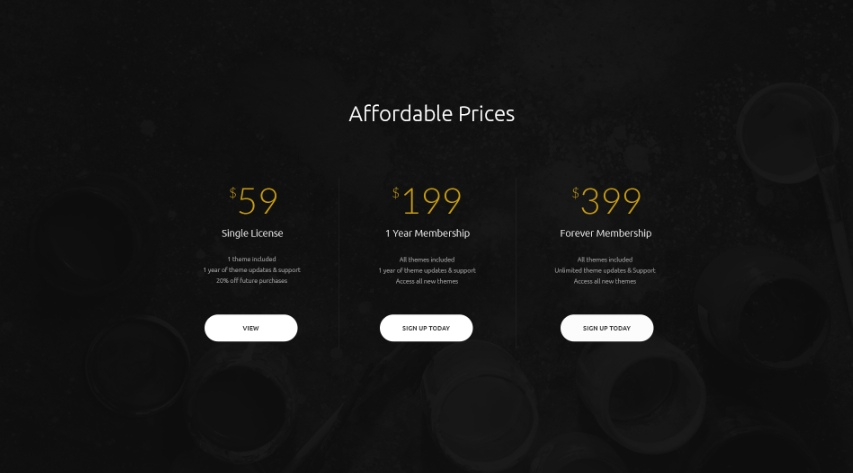 Affordable Prices
$59
Single License
1 theme included
1 year of theme updates & support
20% off future purchases
VIEW
$199
1 Year Membership
All themes included
1 year of theme updates & support
Access all new themes
SIGN UP TODAY
$399
Forever Membership
All themes included
Unlimited theme updates & Support
Access all new themes
SIGN UP TODAY